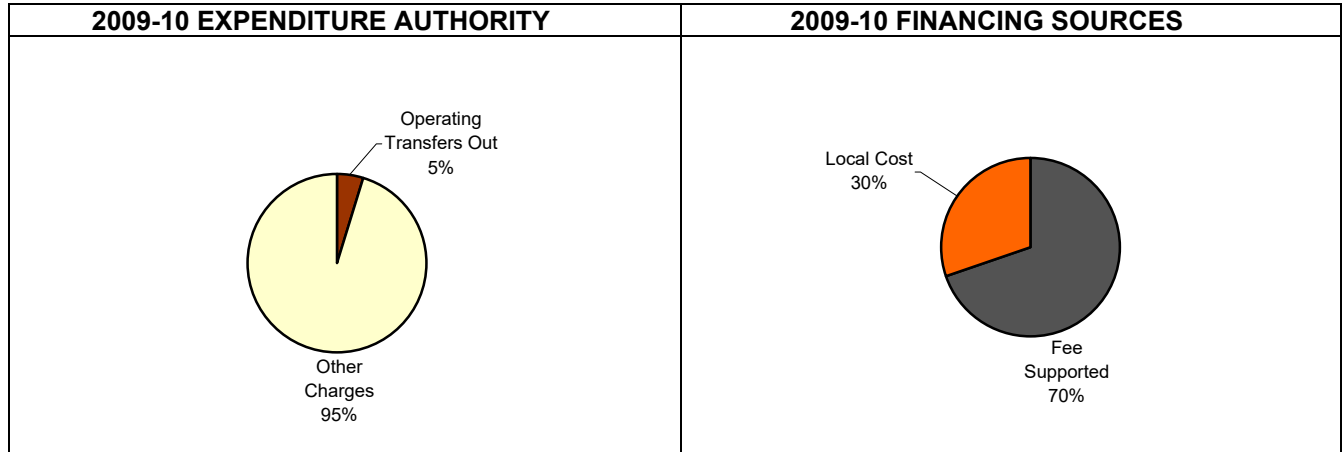 2009-10 EXPENDITURE AUTHORITY
2009-10 FINANCING SOURCES
Operating
Transfers Out
5%
Other
Charges
95%
Local Cost
30%
Fee
Supported
70%